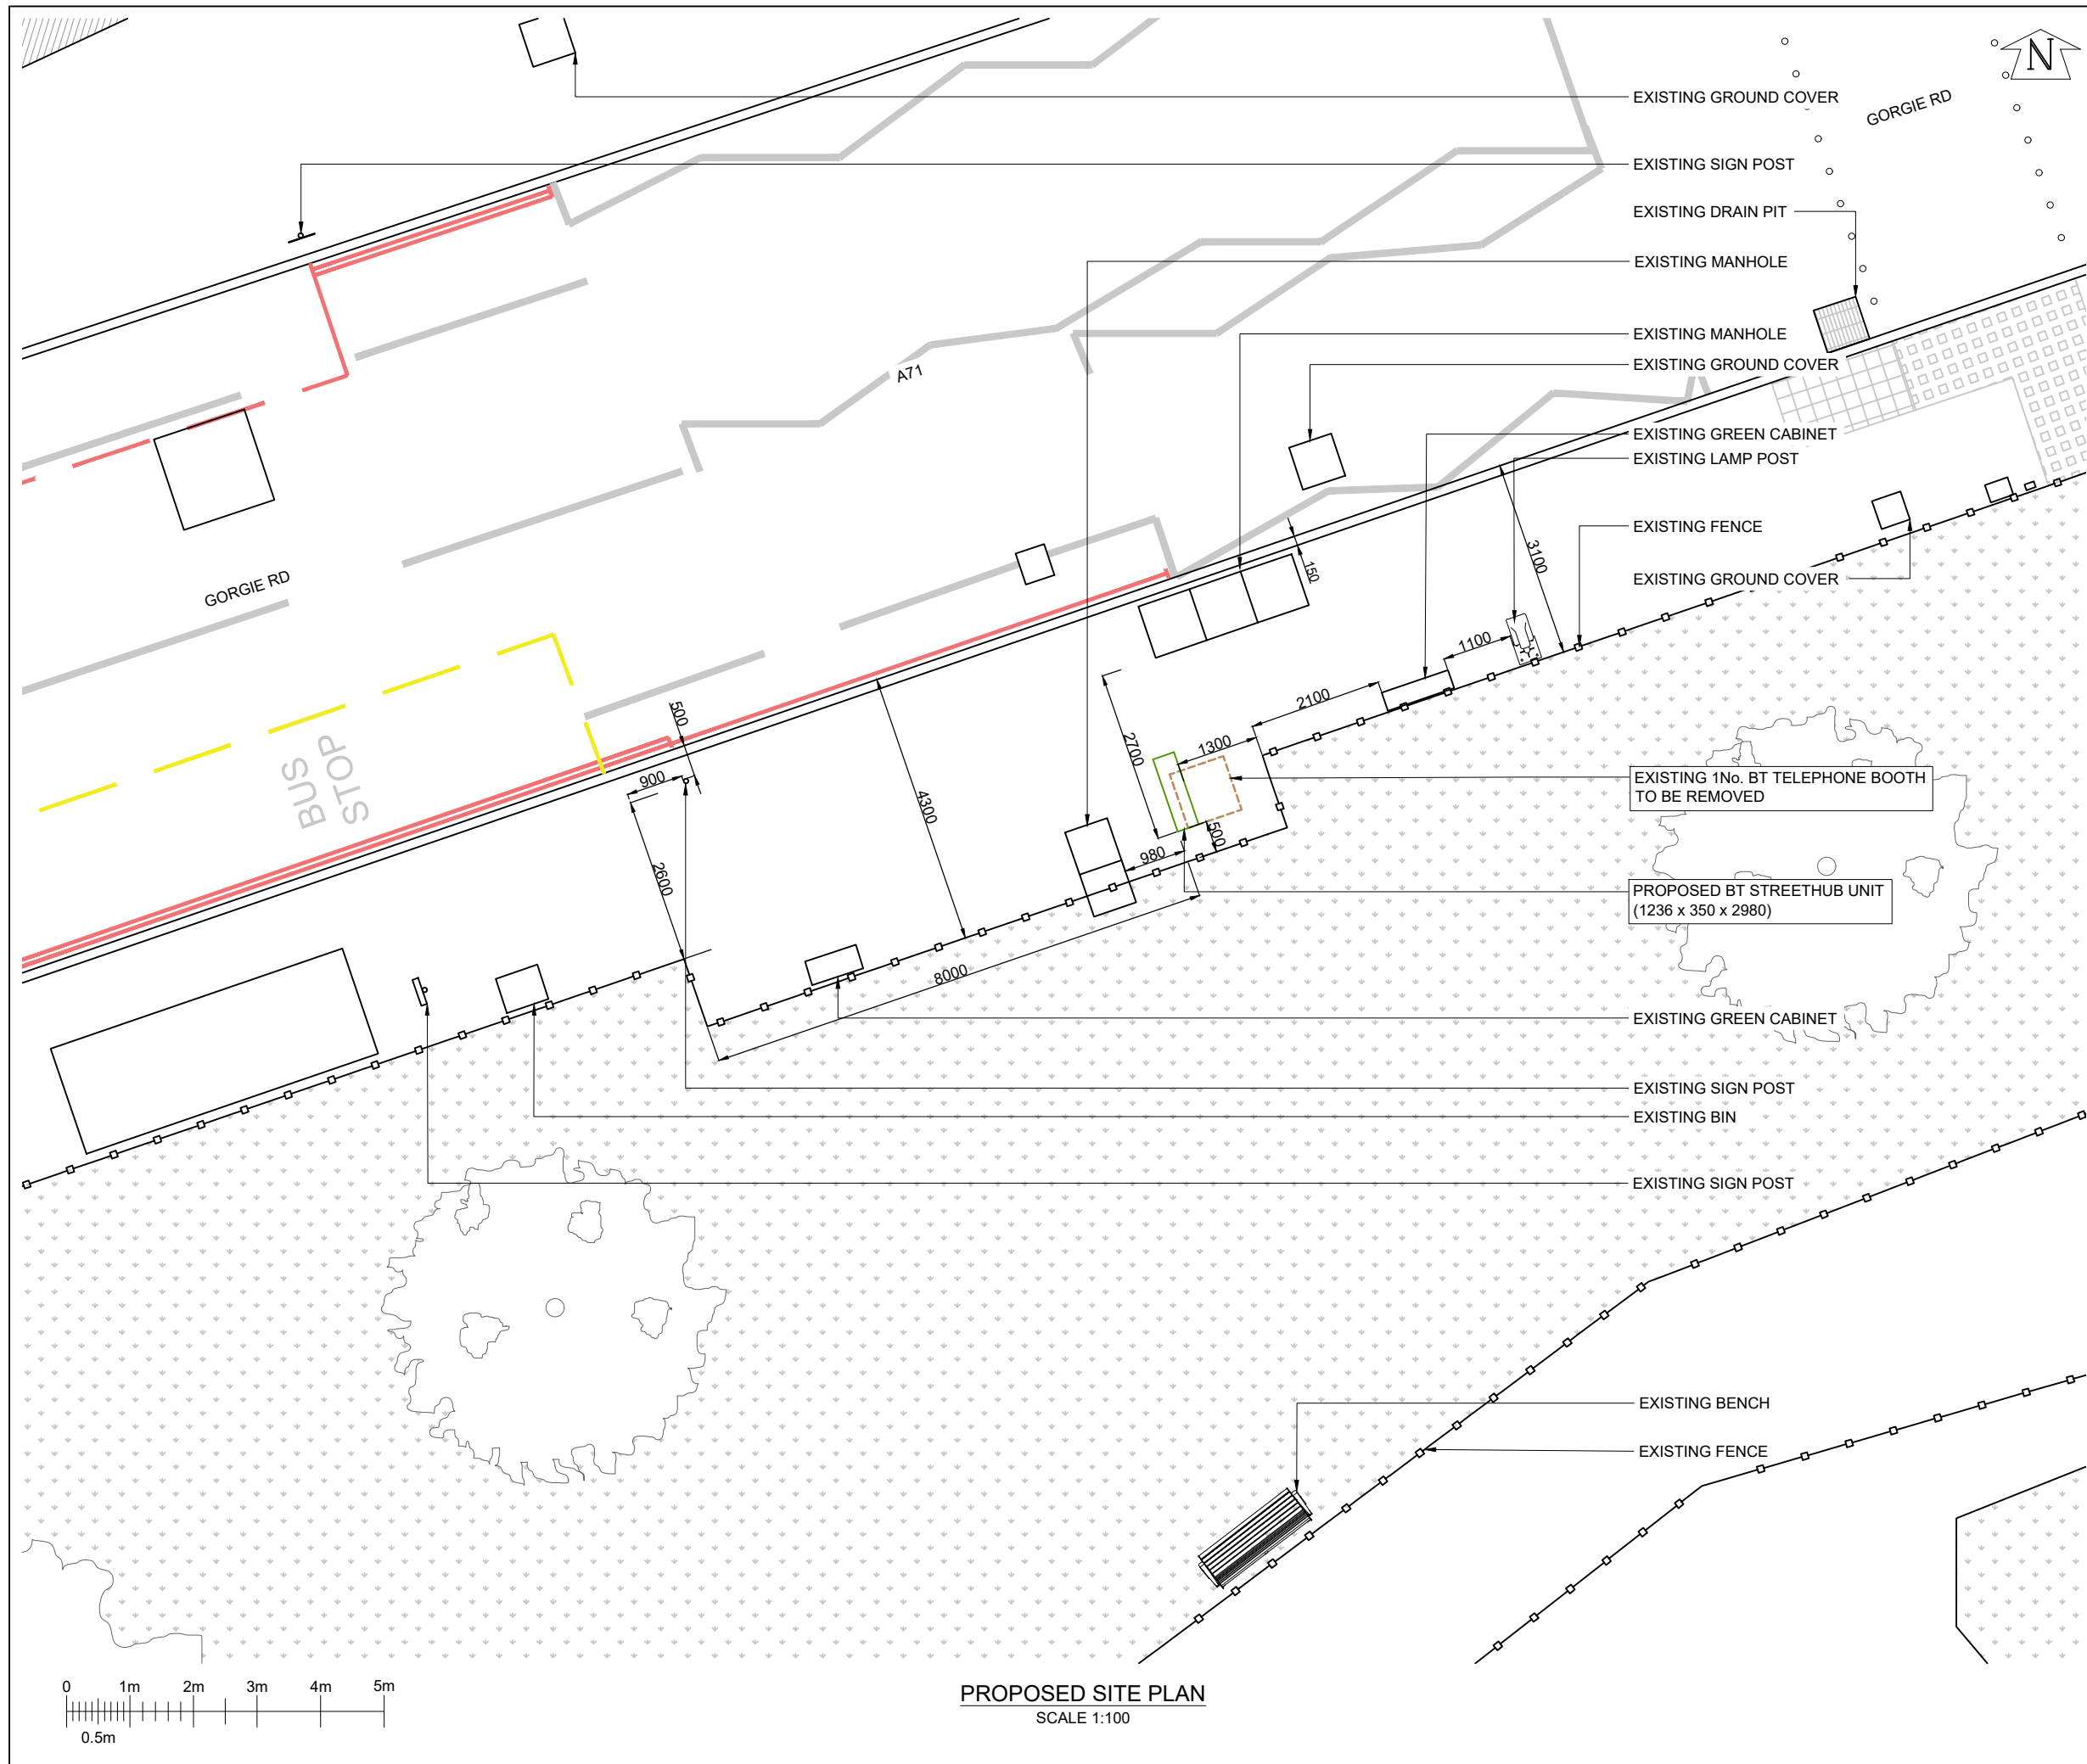 N
EXISTING GROUND COVER
GORGIE RD
EXISTING SIGN POST
EXISTING DRAIN PIT
EXISTING MANHOLE
EXISTING MANHOLE
EXISTING GROUND COVER
A71
EXISTING GREEN CABINET
EXISTING LAMP POST
EXISTING FENCE
3100
150
EXISTING GROUND COVER
GORGIE RD
1100
2100
500
1300
2700
BUS
STOP
900
EXISTING 1No. BT TELEPHONE BOOTH
TO BE REMOVED
4300
500
980
2600
PROPOSED BT STREETHUB UNIT
(1236 x 350 x 2980)
8000
EXISTING GREEN CABINET
EXISTING SIGN POST
EXISTING BIN
EXISTING SIGN POST
EXISTING BENCH
EXISTING FENCE
0 1m 2m 3m 4m 5m
0.5m
PROPOSED SITE PLAN
SCALE 1:100